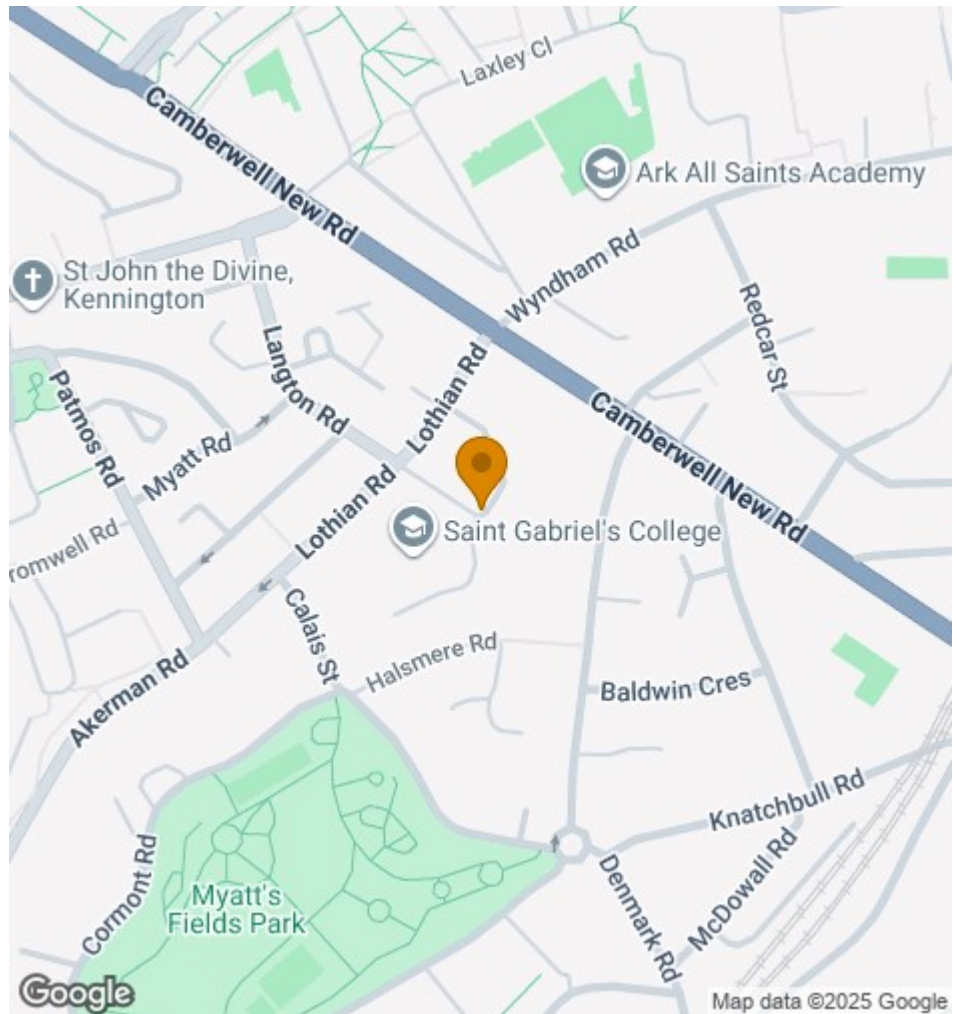 Laxley Cl
Camberwell New Rd
Ark All Saints Academy
St John the Divine,
Kennington
Wyndham Rd
Redcar St
Langton Rd
Lothian Rd
Patmos Rd
Myatt Rd
Camberwell New Rd
Lothian Rd
Saint Gabriel's College
romwell Rd
Calais St
Halsmere Rd
Akerman Rd
Baldwin Cres
Knatchbull Rd
McDowall Rd
Denmark Rd
Cormont Rd
Myatt's
Fields Park
Google
Map data ©2025 Google